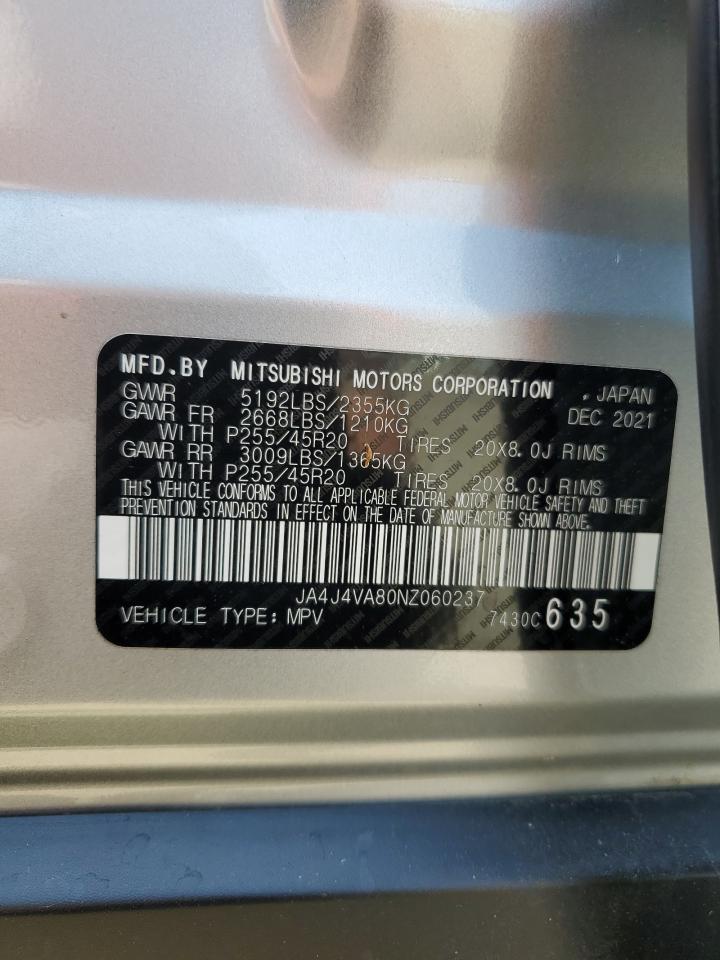 MFD.BY MITSUBISHI MOTORS CORPORATION , JAPAN
GVWR 5192LBS/2355KG DEC 2021
GAWR FR 2668LBS/1210KG
WITH P255/45R20 TIRES 20X8.0J RIMS
GAWR RR 3009LBS/1365KG
WITH P255/45R20 TIRES 20X8.0J RIMS
THIS VEHICLE CONFORMS TO ALL APPLICABLE FEDERAL MOTOR VEHICLE SAFETY AND THEFT
PREVENTION STANDARDS IN EFFECT ON THE DATE OF MANUFACTURE SHOWN ABOVE.
JA4J4VA80NZ060237
VEHICLE TYPE: MPV 7430C 635